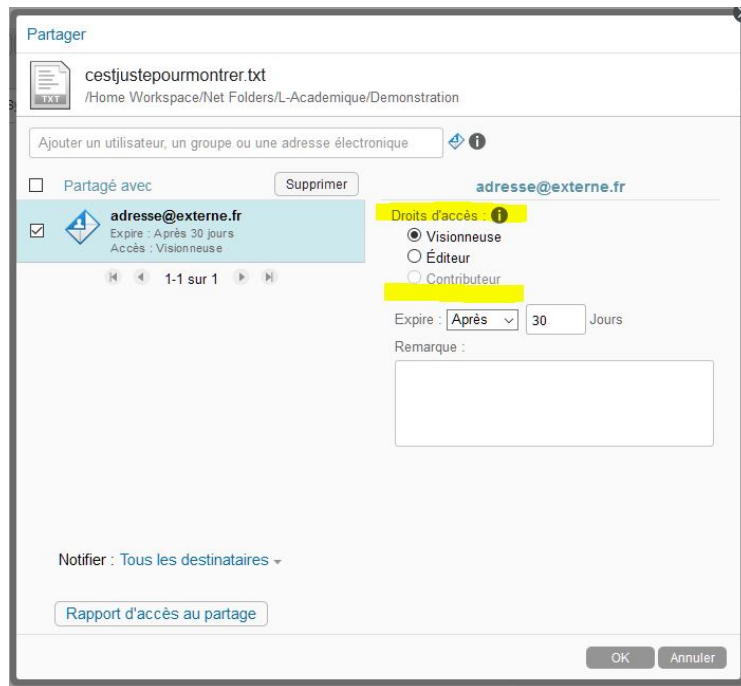 Partager
cestjustepourmontrer.txt
TXT
/Home Workspace/Net Folders/L-Academique/Demonstration
Ajouter un utilisateur, un groupe ou une adresse électronique
Partagé avec
Supprimer
adresse@externe.fr
Expire : Après 30 jours
Accès : Visionneuse
1-1 sur 1
adresse@externe.fr
Droits d'accès :
Visionneuse
Éditeur
Contributeur
Expire : Après 30 Jours
Remarque :
Notifier : Tous les destinataires
Rapport d'accès au partage
OK Annuler